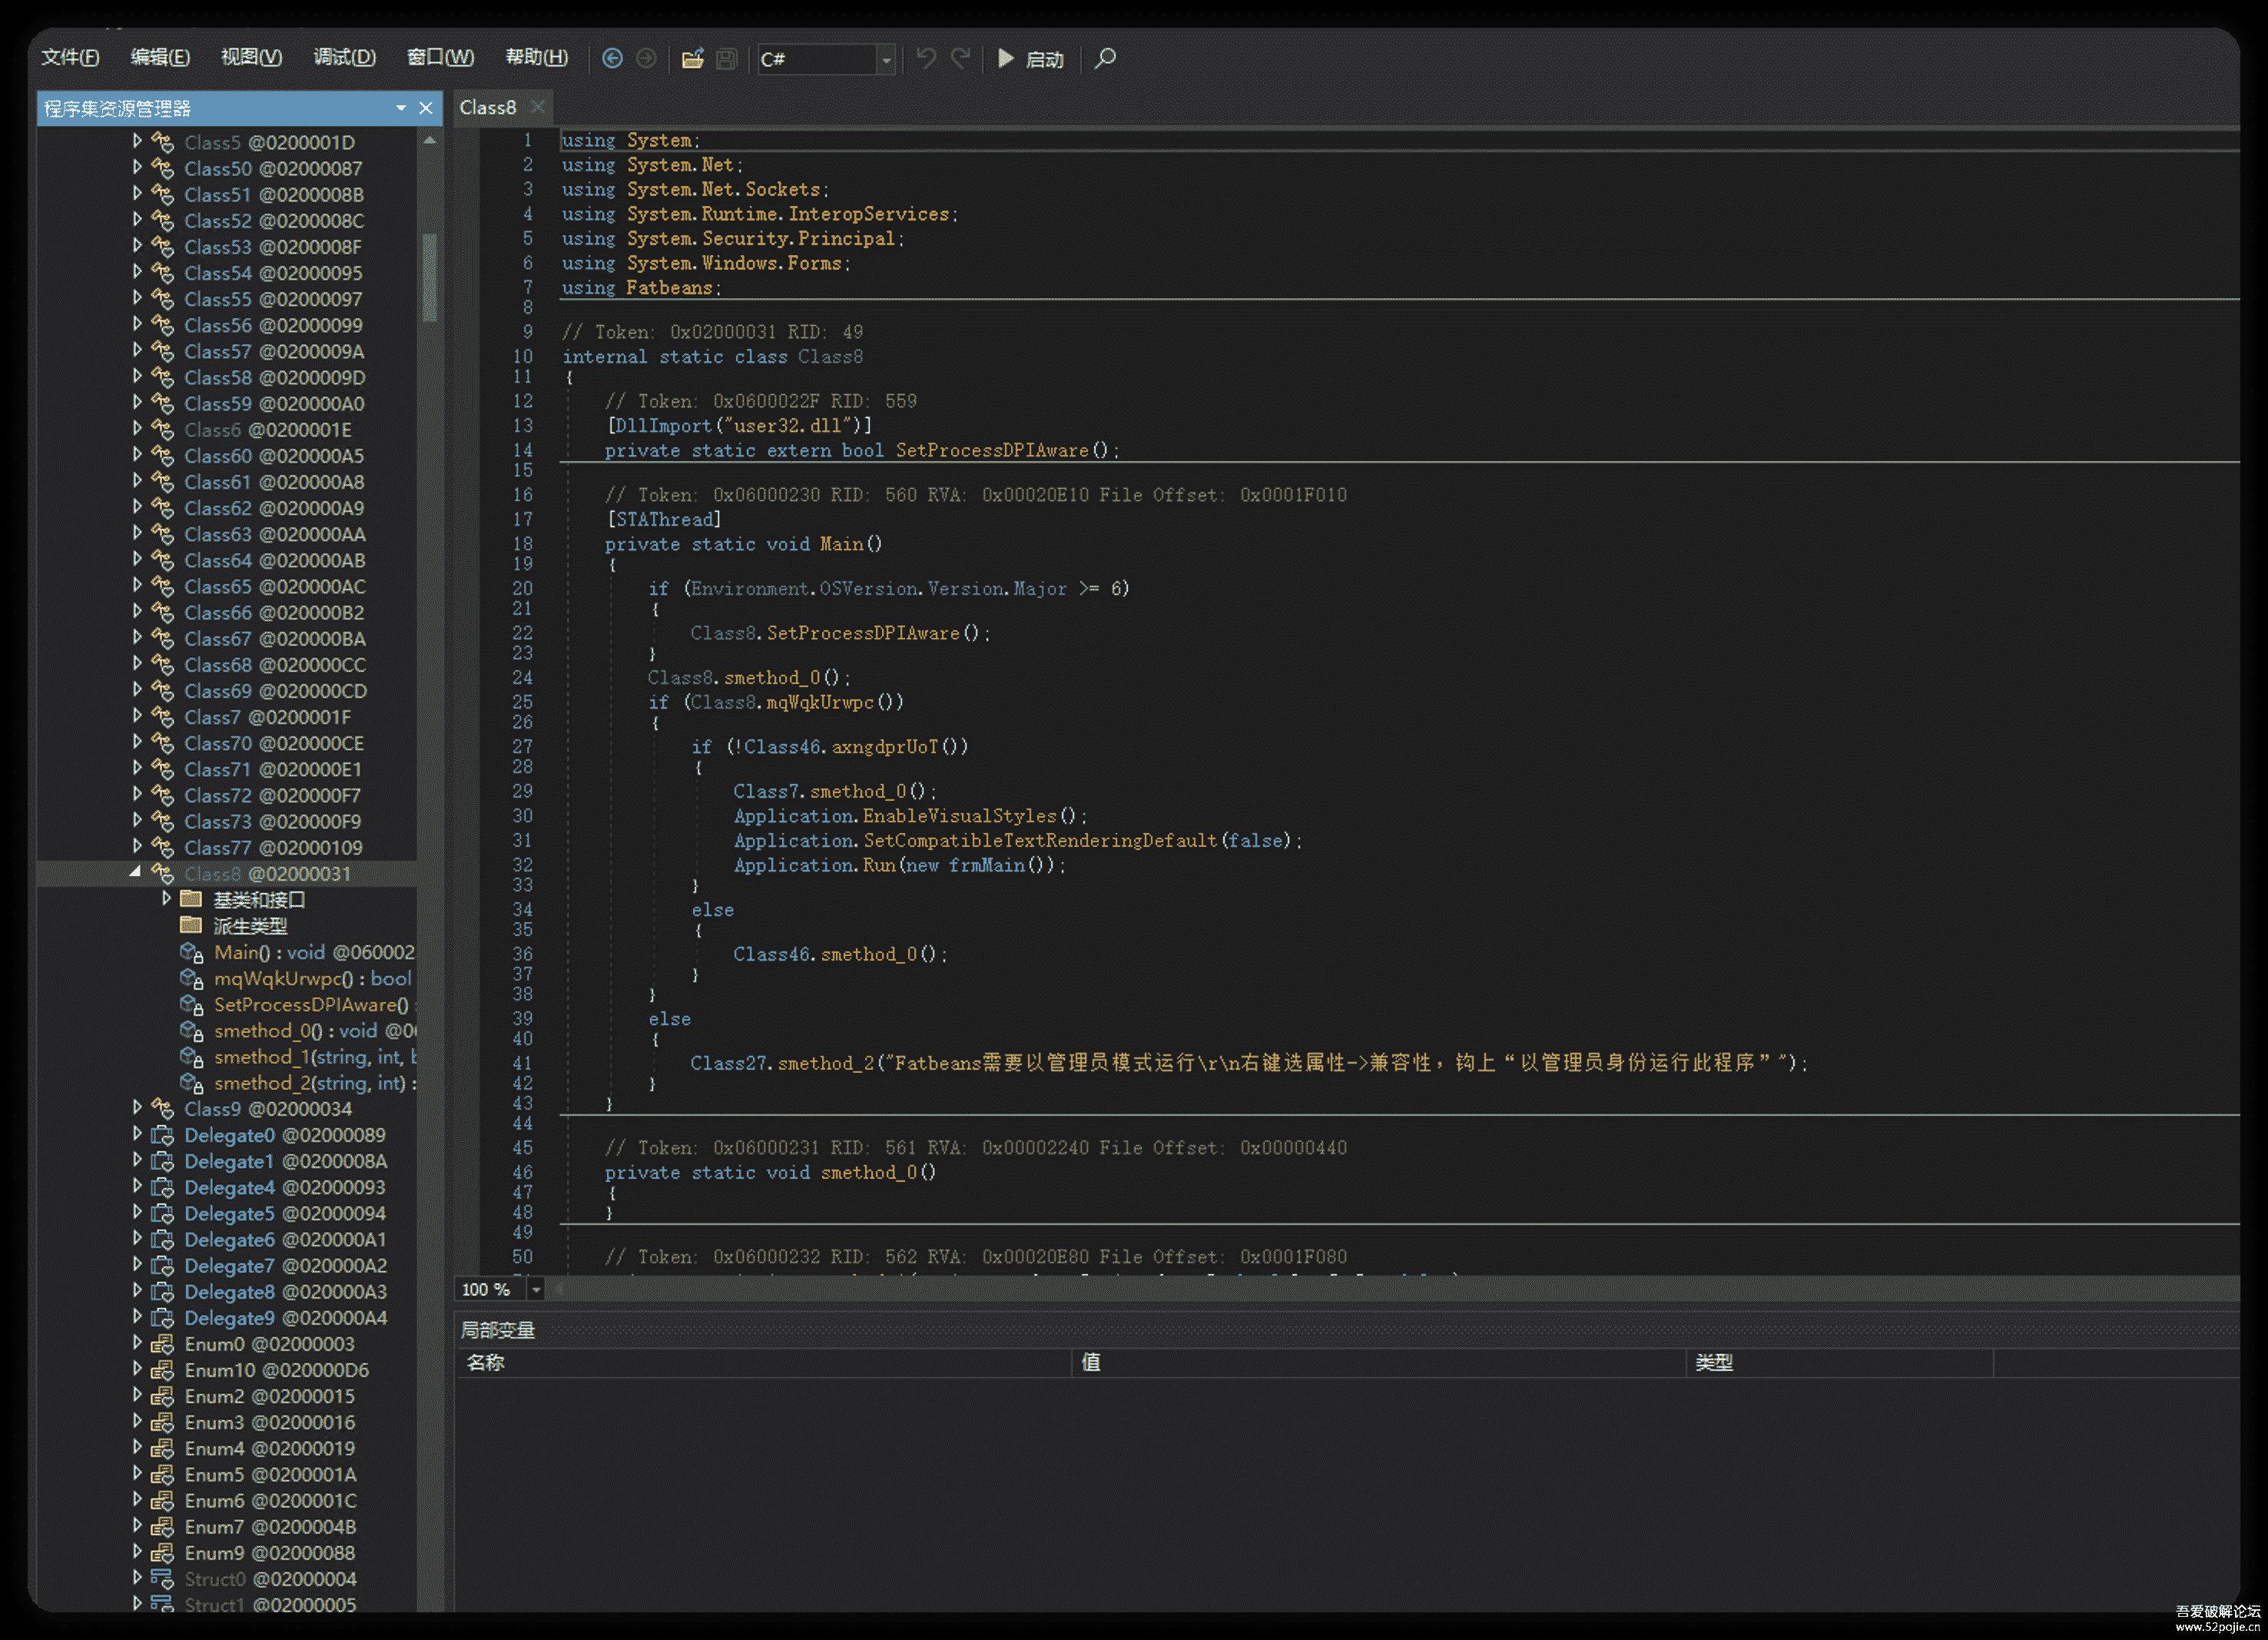 文件(F) 编辑(E) 视图(V) 调试(D) 窗口(W) 帮助(H) C# 启动
程序集资源管理器
Class5 @0200001D
Class50 @02000087
Class51 @0200008B
Class52 @0200008C
Class53 @0200008F
Class54 @02000095
Class55 @02000097
Class56 @02000099
Class57 @0200009A
Class58 @0200009D
Class59 @020000A0
Class6 @0200001E
Class60 @020000A5
Class61 @020000A8
Class62 @020000A9
Class63 @020000AA
Class64 @020000AB
Class65 @020000AC
Class66 @020000B2
Class67 @020000BA
Class68 @020000CC
Class69 @020000CD
Class7 @0200001F
Class70 @020000CE
Class71 @020000E1
Class72 @020000F7
Class73 @020000F9
Class77 @02000109
Class8 @02000031
基类和接口
派生类型
Main() : void @060002
mqWqkUrwpc() : bool
SetProcessDPIAware() :
smethod_0() : void @0
smethod_1(string, int,
smethod_2(string, int) :
Class9 @02000034
Delegate0 @02000089
Delegate1 @0200008A
Delegate4 @02000093
Delegate5 @02000094
Delegate6 @020000A1
Delegate7 @020000A2
Delegate8 @020000A3
Delegate9 @020000A4
Enum0 @02000003
Enum10 @020000D6
Enum2 @02000015
Enum3 @02000016
Enum4 @02000019
Enum5 @0200001A
Enum6 @0200001C
Enum7 @0200004B
Enum9 @02000088
Struct0 @02000004
Struct1 @02000005
Class8
1 using System;
2 using System.Net;
3 using System.Net.Sockets;
4 using System.Runtime.InteropServices;
5 using System.Security.Principal;
6 using System.Windows.Forms;
7 using Fatbeans;
8
9 // Token: 0x02000031 RID: 49
10 internal static class Class8
11 {
12 // Token: 0x0600022F RID: 559
13 [DllImport("user32.dll")]
14 private static extern bool SetProcessDPIAware();
15
16 // Token: 0x06000230 RID: 560 RVA: 0x00020E10 File Offset: 0x0001F010
17 [STAThread]
18 private static void Main()
19 {
20 if (Environment.OSVersion.Version.Major >= 6)
21 {
22 Class8.SetProcessDPIAware();
23 }
24 Class8.smethod_0();
25 if (Class8.mqWqkUrwpc())
26 {
27 if (!Class46.axngdprUoT())
28 {
29 Class7.smethod_0();
30 Application.EnableVisualStyles();
31 Application.SetCompatibleTextRenderingDefault(false);
32 Application.Run(new frmMain());
33 }
34 else
35 {
36 Class46.smethod_0();
37 }
38 }
39 else
40 {
41 Class27.smethod_2("Fatbeans需要以管理员模式运行\r\n右键选属性->兼容性，钩上“以管理员身份运行此程序”");
42 }
43 }
44
45 // Token: 0x06000231 RID: 561 RVA: 0x00002240 File Offset: 0x00000440
46 private static void smethod_0()
47 {
48 }
49
50 // Token: 0x06000232 RID: 562 RVA: 0x00020E80 File Offset: 0x0001F080
100 %
局部变量
名称 值 类型
吾爱破解论坛
www.52pojie.cn